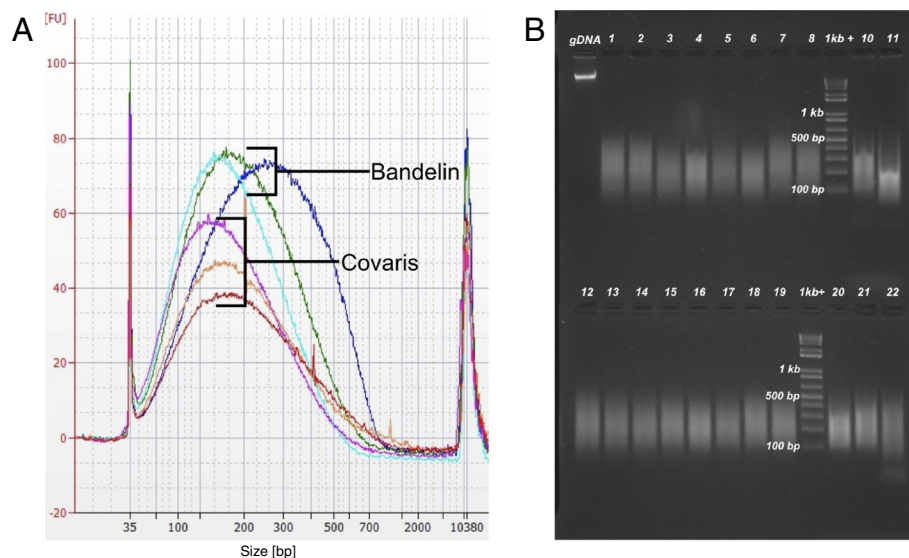 A
[FU]
100
80
60
40
20
0
-20
Bandelin
Covaris
35 100 200 300 500 700 2000 10380
Size [bp]
B
gDNA 1 2 3 4 5 6 7 8 1kb + 10 11
1 kb
500 bp
100 bp
12 13 14 15 16 17 18 19 1kb+ 20 21 22
1 kb
500 bp
100 bp